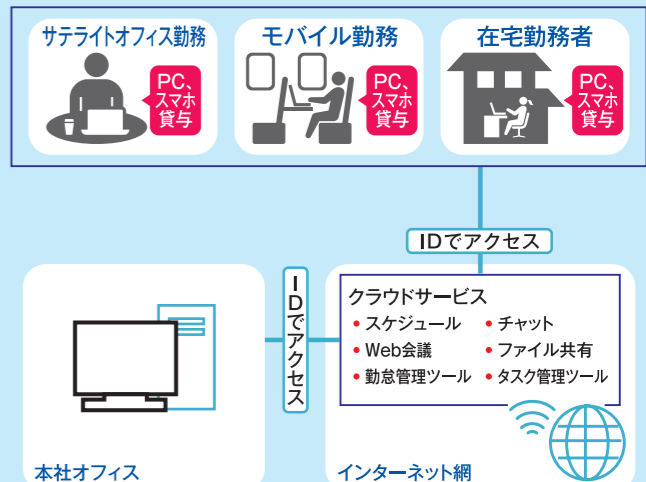 サテライトオフィス勤務
PC、
スマホ
貸与
モバイル勤務
PC、
スマホ
貸与
在宅勤務者
PC、
スマホ
貸与
IDでアクセス
IDでアクセス
クラウドサービス
• スケジュール • チャット
• Web会議 • ファイル共有
• 勤怠管理ツール • タスク管理ツール
本社オフィス
インターネット網